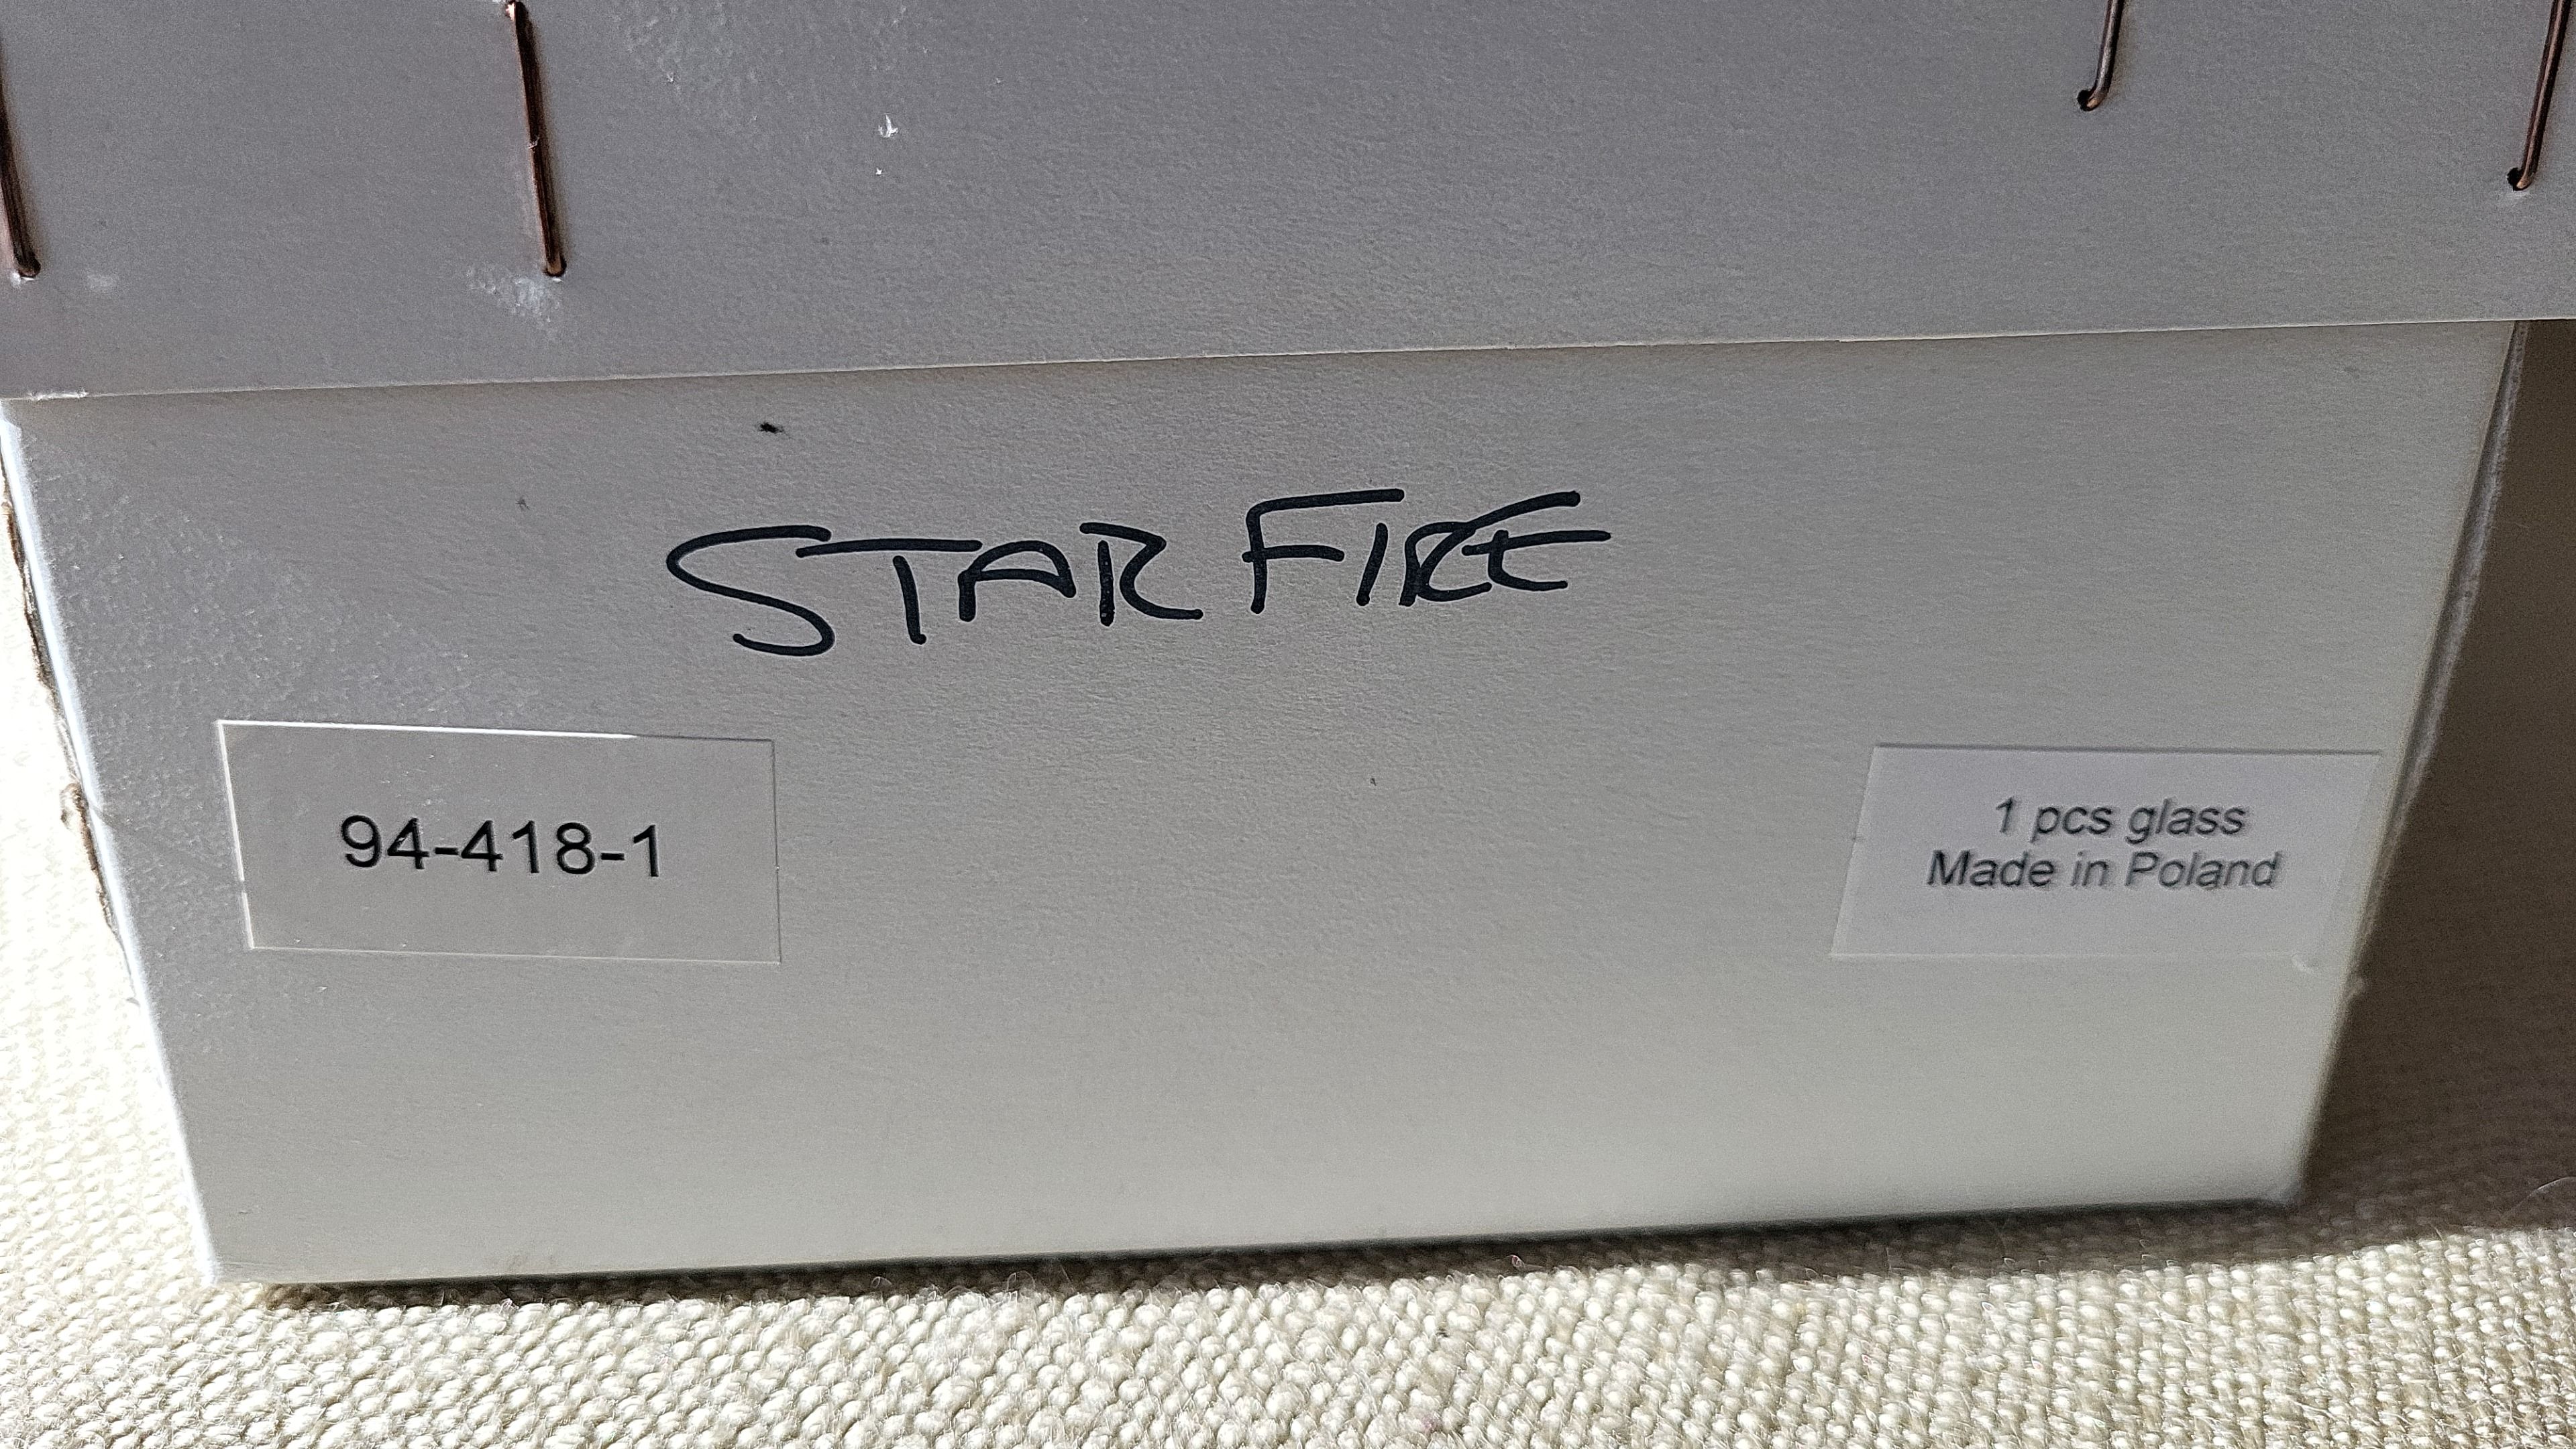 STAR FIRE
94-418-1
1 pcs glass
Made in Poland